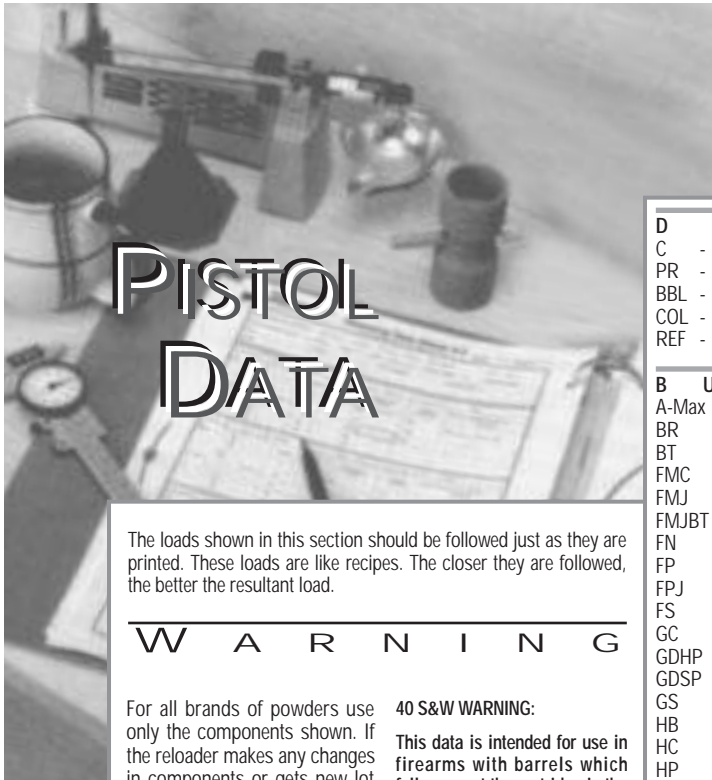 PISTOL
DATA
The loads shown in this section should be followed just as they are
printed. These loads are like recipes. The closer they are followed,
the better the resultant load.
WARNING
For all brands of powders use
only the components shown. If
the reloader makes any changes
in components or gets new lot
40 S&W WARNING:
This data is intended for use in
firearms with barrels which
D
C -
PR -
BBL -
COL -
REF -
B U
A-Max
BR
BT
FMC
FMJ
FMJBT
FN
FP
FPJ
FS
GC
GDHP
GDSP
GS
HB
HC
HP